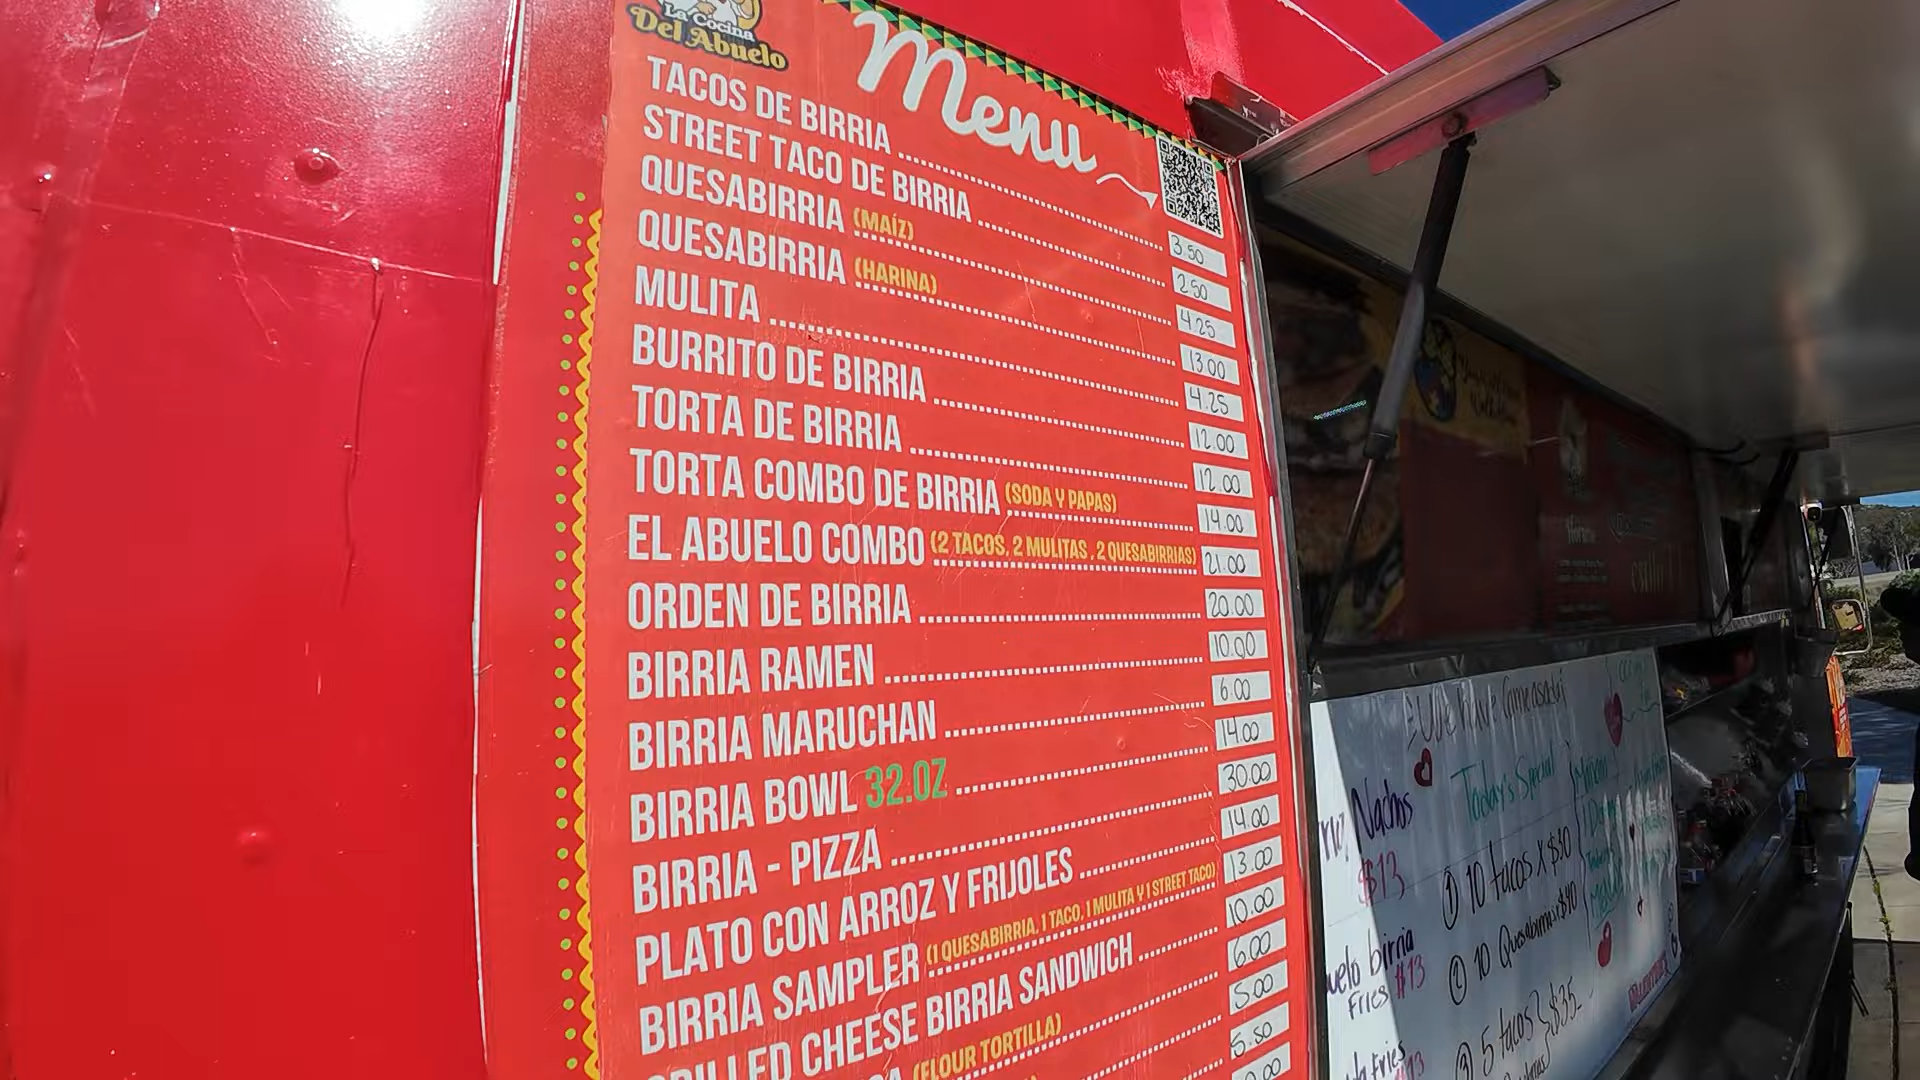 La Cocina
Del Abuelo
Menu
TACOS DE BIRRIA 3.50
STREET TACO DE BIRRIA 2.50
QUESABIRRIA (MAÍZ) 4.25
QUESABIRRIA (HARINA) 13.00
MULITA 4.25
BURRITO DE BIRRIA 12.00
TORTA DE BIRRIA 12.00
TORTA COMBO DE BIRRIA (SODA Y PAPAS) 14.00
EL ABUELO COMBO (2 TACOS, 2 MULITAS, 2 QUESABIRRIAS) 21.00
ORDEN DE BIRRIA 20.00
BIRRIA RAMEN 10.00
BIRRIA MARUCHAN 6.00
BIRRIA BOWL 32.OZ 14.00
BIRRIA - PIZZA 30.00
PLATO CON ARROZ Y FRIJOLES 14.00
BIRRIA SAMPLER (1 QUESABIRRIA, 1 TACO, 1 MULITA Y 1 STREET TACO) 13.00
GRILLED CHEESE BIRRIA SANDWICH 10.00
(FLOUR TORTILLA) 6.00
5.00
5.50
We Have
Today's Special
Nachos
$13
① 10 tacos X $30
birria
Fries $13
② 10 $40
③ 5 tacos } $35
Fries